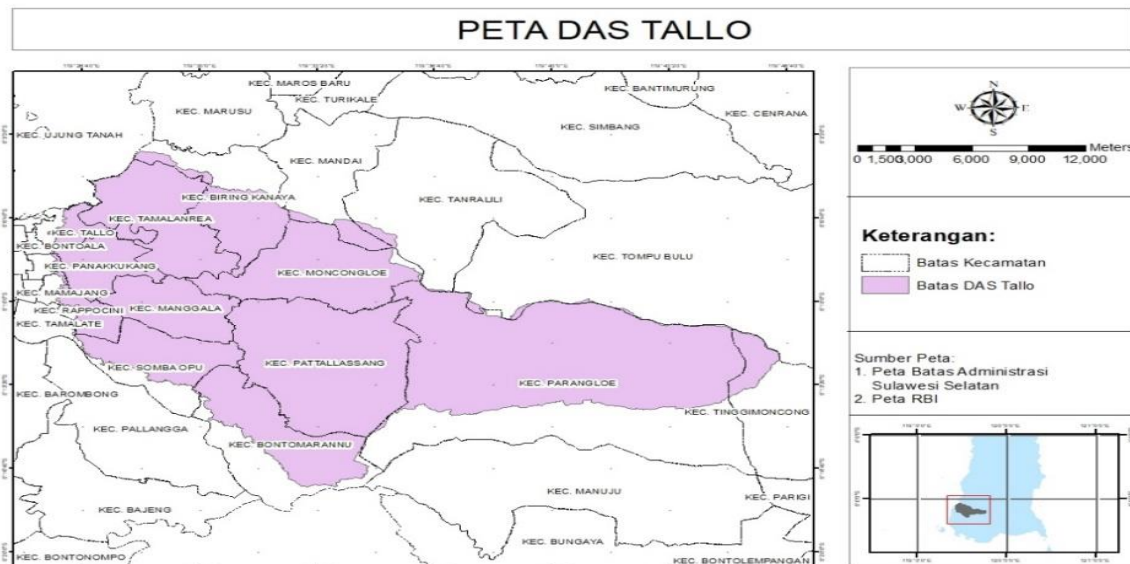 PETA DAS TALLO
KEC. MAROS BARU
KEC. BANTIMURUNG
KEC. TURIKALE
KEC. MARUSU
KEC. CENRANA
KEC. SIMBANG
KEC. UJUNG TANAH
KEC. MANDAI
KEC. BIRING KANAYA
KEC. TANRALILI
KEC. TAMALANREA
KEC. TALLO
KEC. BONTOALA
KEC. TOMPU BULU
KEC. PANAKKUKANG
KEC. MONCONGLOE
KEC. MAMAJANG
KEC. RAPPOCINI
KEC. MANGGALA
KEC. TAMALATE
KEC. SOMBA OPU
KEC. PATTALLASSANG
KEC. PARANGLOE
KEC. BAROMBONG
KEC. TINGGIMONCONG
KEC. PALLANGGA
KEC. BONTOMARANNU
KEC. MANUJU
KEC. PARIGI
KEC. BAJENG
KEC. BUNGAYA
KEC. BONTONOMPO
KEC. BONTOLEMPANGAN
N
W
E
S
Meters
0 1,500 3,000 6,000 9,000 12,000
Keterangan:
Batas Kecamatan
Batas DAS Tallo
Sumber Peta:
1. Peta Batas Administrasi
Sulawesi Selatan
2. Peta RBI